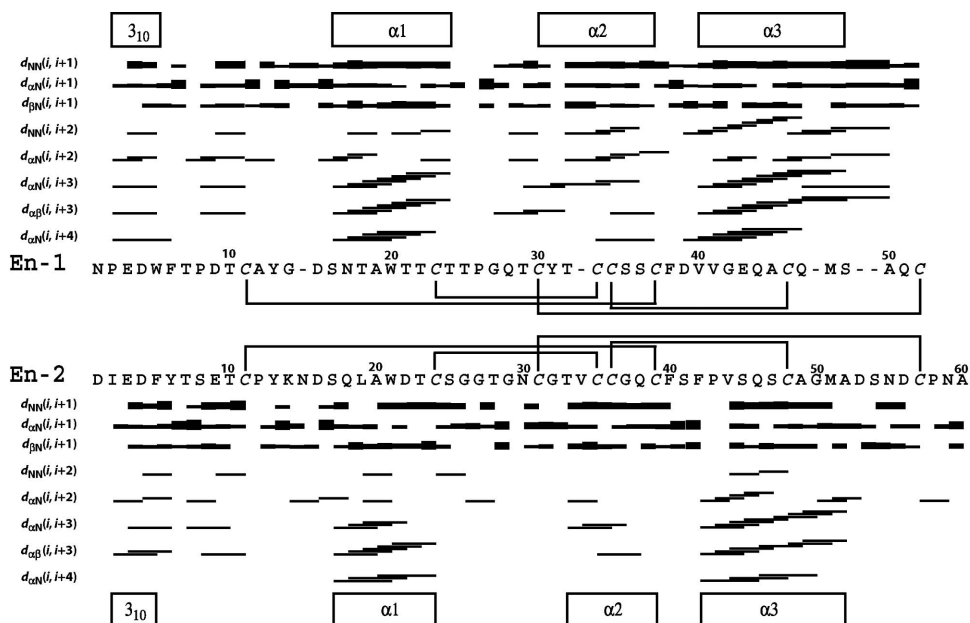 3₁₀ α1 α2 α3
dNN(i, i+1)
dαN(i, i+1)
dβN(i, i+1)
dNN(i, i+2)
dαN(i, i+2)
dαN(i, i+3)
dαβ(i, i+3)
dαN(i, i+4)
10 20 30 40 50
En-1 NPEDWFTPDTCAYG-DSNTAWTTCTTPGQTCYT-CCSSCFDVVGEQACQ-MS--AQC
10 20 30 40 50 60
En-2 DIEDFYTSETCPYKNDSQLAWDTCSGGTGNCGTVCCGQCFSFPVSQSCAGMADSNDCPNA
dNN(i, i+1)
dαN(i, i+1)
dβN(i, i+1)
dNN(i, i+2)
dαN(i, i+2)
dαN(i, i+3)
dαβ(i, i+3)
dαN(i, i+4)
3₁₀ α1 α2 α3